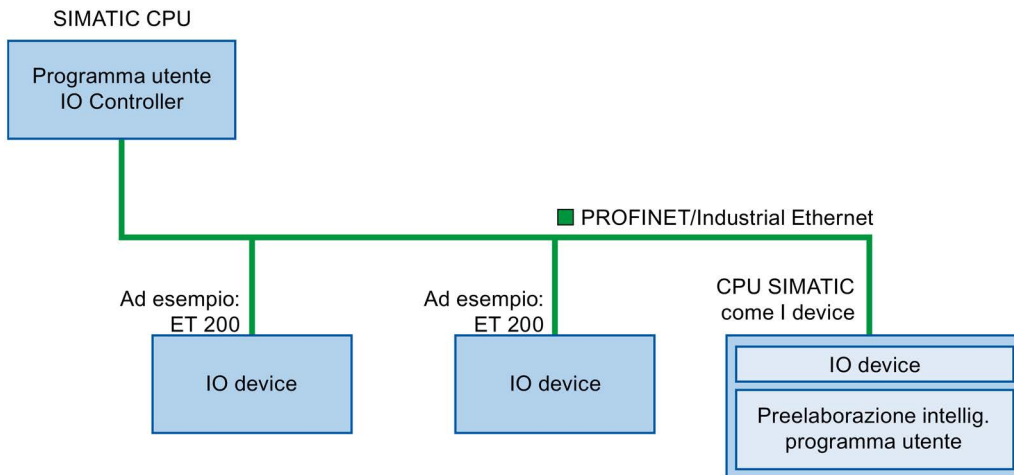 SIMATIC CPU
Programma utente
IO Controller
PROFINET/Industrial Ethernet
Ad esempio:
ET 200
IO device
Ad esempio:
ET 200
IO device
CPU SIMATIC
come I device
IO device
Preelaborazione intellig.
programma utente